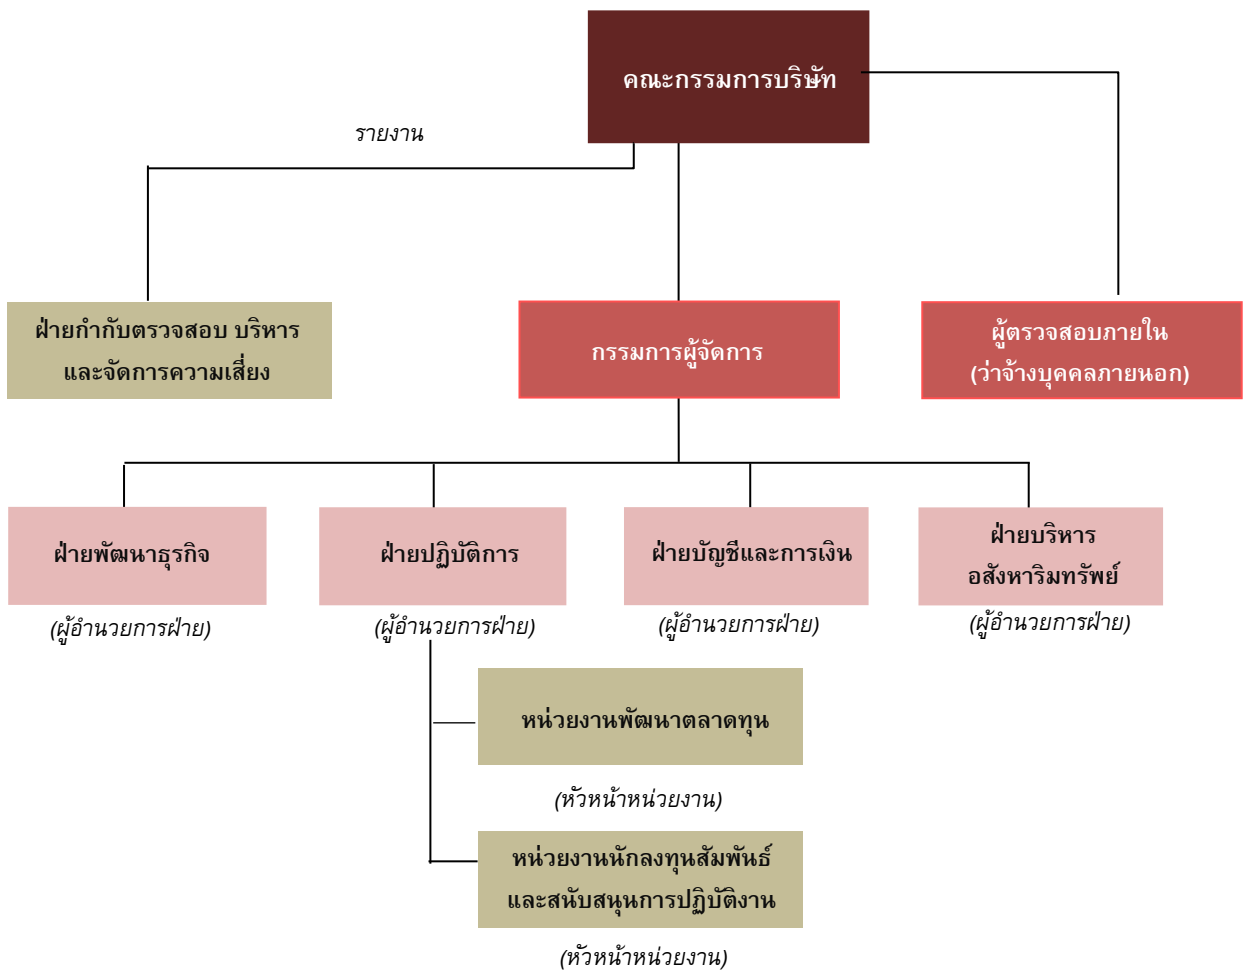 คณะกรรมการบริษัท
รายงาน
ฝ่ายกำกับตรวจสอบ บริหาร
และจัดการความเสี่ยง
กรรมการผู้จัดการ
ผู้ตรวจสอบภายใน
(ว่าจ้างบุคคลภายนอก)
ฝ่ายพัฒนาธุรกิจ
(ผู้อำนวยการฝ่าย)
ฝ่ายปฏิบัติการ
(ผู้อำนวยการฝ่าย)
ฝ่ายบัญชีและการเงิน
(ผู้อำนวยการฝ่าย)
ฝ่ายบริหาร
อสังหาริมทรัพย์
(ผู้อำนวยการฝ่าย)
หน่วยงานพัฒนาตลาดทุน
(หัวหน้าหน่วยงาน)
หน่วยงานนักลงทุนสัมพันธ์
และสนับสนุนการปฏิบัติงาน
(หัวหน้าหน่วยงาน)